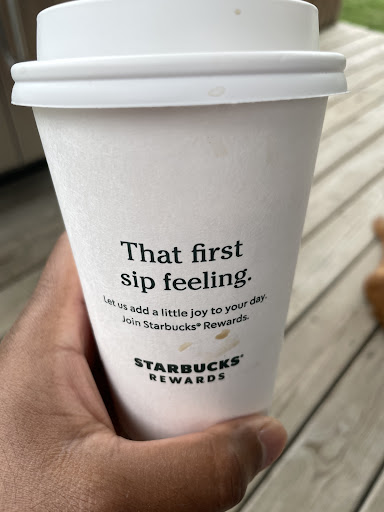 That first
sip feeling.
Let us add a little joy to your day.
Join Starbucks® Rewards.
STARBUCKS®
REWARDS